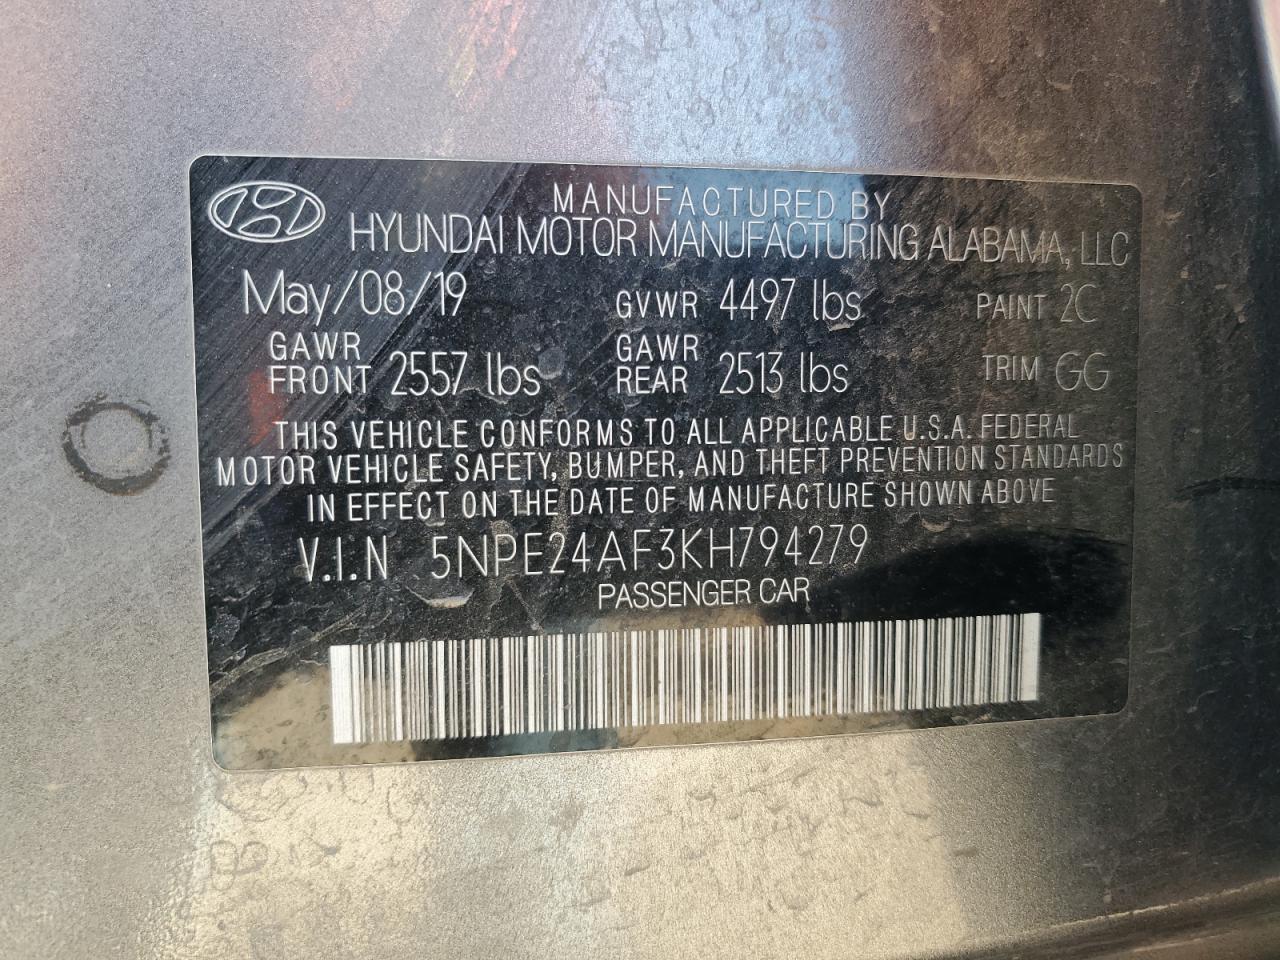 MANUFACTURED BY
HYUNDAI MOTOR MANUFACTURING ALABAMA, LLC
May/08/19 GVWR 4497 lbs PAINT 2C
GAWR FRONT 2557 lbs GAWR REAR 2513 lbs TRIM GG
THIS VEHICLE CONFORMS TO ALL APPLICABLE U.S.A. FEDERAL
MOTOR VEHICLE SAFETY, BUMPER, AND THEFT PREVENTION STANDARDS
IN EFFECT ON THE DATE OF MANUFACTURE SHOWN ABOVE
V.I.N 5NPE24AF3KH794279
PASSENGER CAR